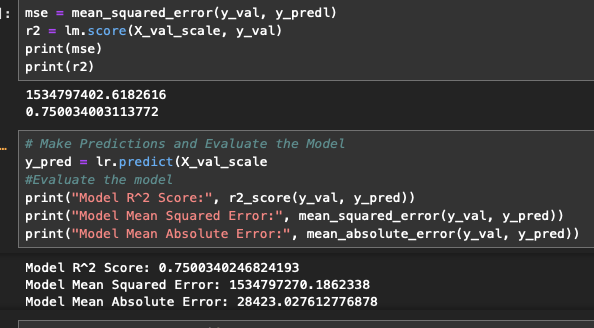 ]: mse = mean_squared_error(y_val, y_predl)
r2 = lm.score(X_val_scale, y_val)
print(mse)
print(r2)
1534797402.6182616
0.750034003113772
…
# Make Predictions and Evaluate the Model
y_pred = lr.predict(X_val_scale
#Evaluate the model
print("Model R^2 Score:", r2_score(y_val, y_pred))
print("Model Mean Squared Error:", mean_squared_error(y_val, y_pred))
print("Model Mean Absolute Error:", mean_absolute_error(y_val, y_pred))
Model R^2 Score: 0.7500340246824193
Model Mean Squared Error: 1534797270.1862338
Model Mean Absolute Error: 28423.027612776878